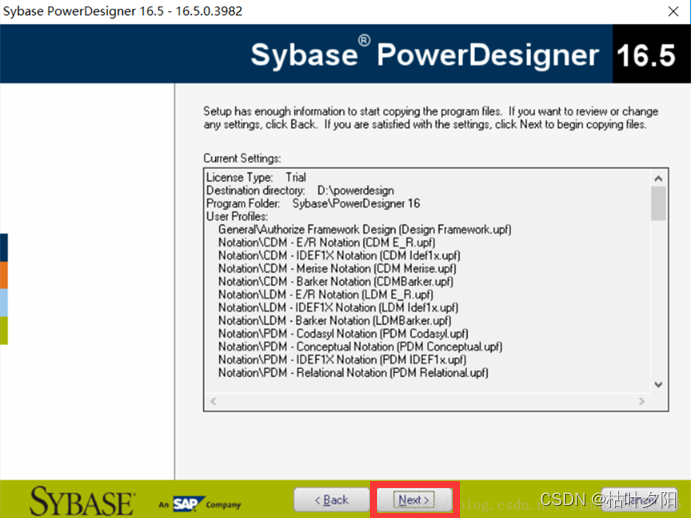 Sybase PowerDesigner 16.5 - 16.5.0.3982
Sybase® PowerDesigner 16.5
Setup has enough information to start copying the program files. If you want to review or change
any settings, click Back. If you are satisfied with the settings, click Next to begin copying files.
Current Settings:
License Type: Trial
Destination directory: D:\powerdesign
Program Folder: Sybase\PowerDesigner 16
User Profiles:
General\Authorize Framework Design (Design Framework.upf)
Notation\CDM - E/R Notation (CDM E_R.upf)
Notation\CDM - IDEF1X Notation (CDM Idef1x.upf)
Notation\CDM - Merise Notation (CDM Merise.upf)
Notation\CDM - Barker Notation (CDMBarker.upf)
Notation\LDM - E/R Notation (LDM E_R.upf)
Notation\LDM - IDEF1X Notation (LDM Idef1x.upf)
Notation\LDM - Barker Notation (LDMBarker.upf)
Notation\PDM - Codasyl Notation (PDM Codasyl.upf)
Notation\PDM - Conceptual Notation (PDM Conceptual.upf)
Notation\PDM - IDEF1X Notation (PDM IDEF1x.upf)
Notation\PDM - Relational Notation (PDM Relational.upf)
SYBASE® An SAP Company
< Back
Next >
CSDN @枯叶夕阳